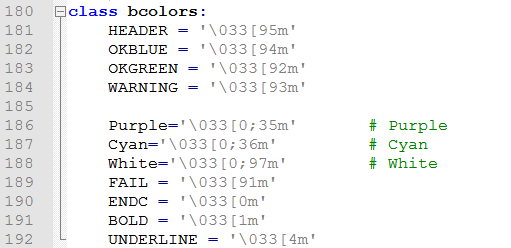 180 class bcolors:
181     HEADER = '\033[95m'
182     OKBLUE = '\033[94m'
183     OKGREEN = '\033[92m'
184     WARNING = '\033[93m'
185
186     Purple='\033[0;35m'        # Purple
187     Cyan='\033[0;36m'          # Cyan
188     White='\033[0;97m'         # White
189     FAIL = '\033[91m'
190     ENDC = '\033[0m'
191     BOLD = '\033[1m'
192     UNDERLINE = '\033[4m'